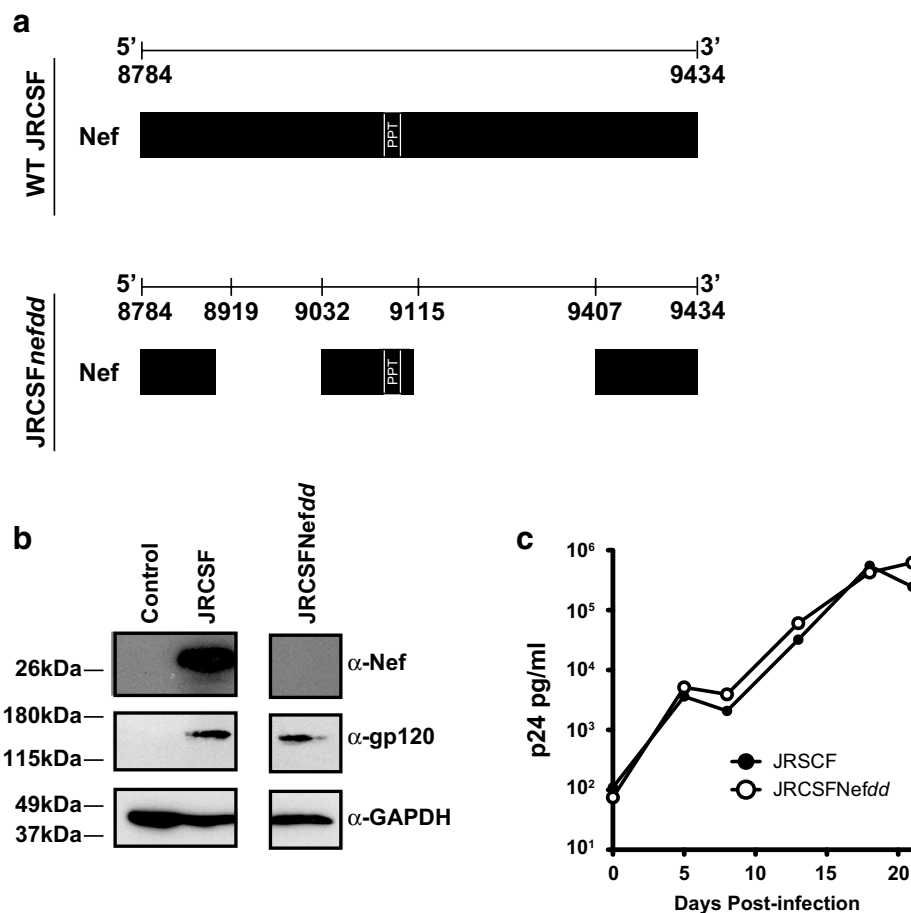 a
WT JRCSF
5’ 3’
8784 9434
Nef PPT
JRCSFnefdd
5’ 3’
8784 8919 9032 9115 9407 9434
Nef PPT
b
Control JRCSF JRCSFNefdd
26kDa— α-Nef
180kDa—
115kDa— α-gp120
49kDa—
37kDa— α-GAPDH
c
p24 pg/ml
10⁶
10⁵
10⁴
10³
10²
10¹
JRSCF
JRCSFNefdd
0 5 10 15 20
Days Post-infection